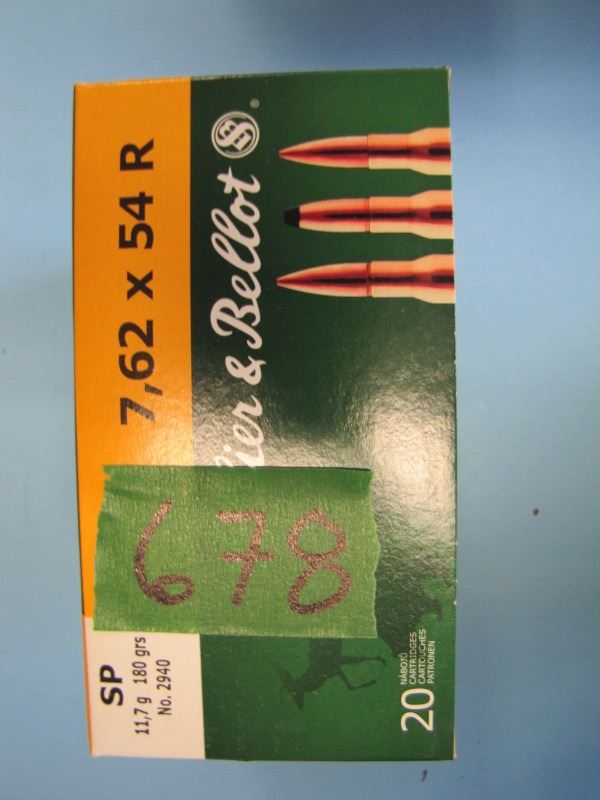 7,62 x 54 R
ier & Bellot
S&B
®
678
SP
11,7 g 180 grs
No. 2940
20
NÁBOJŮ
CARTRIDGES
CARTOUCHES
PATRONEN